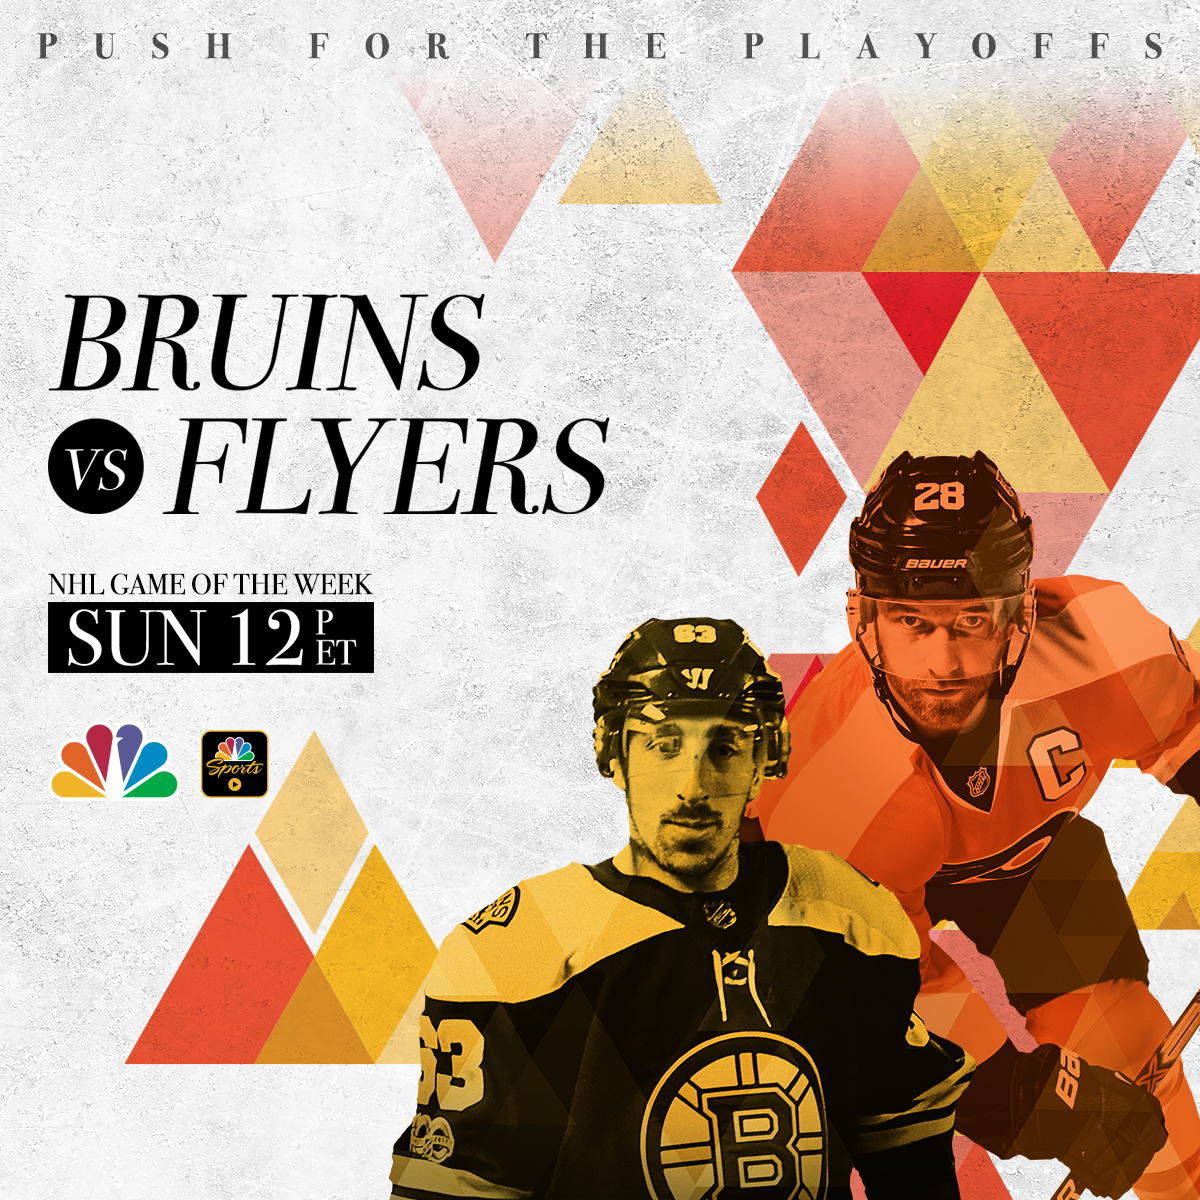 PUSH FOR THE PLAYOFFS
BRUINS
VS FLYERS
NHL GAME OF THE WEEK
SUN 12 P ET
Sports
28
BAUER
63
C
NHL
63
B